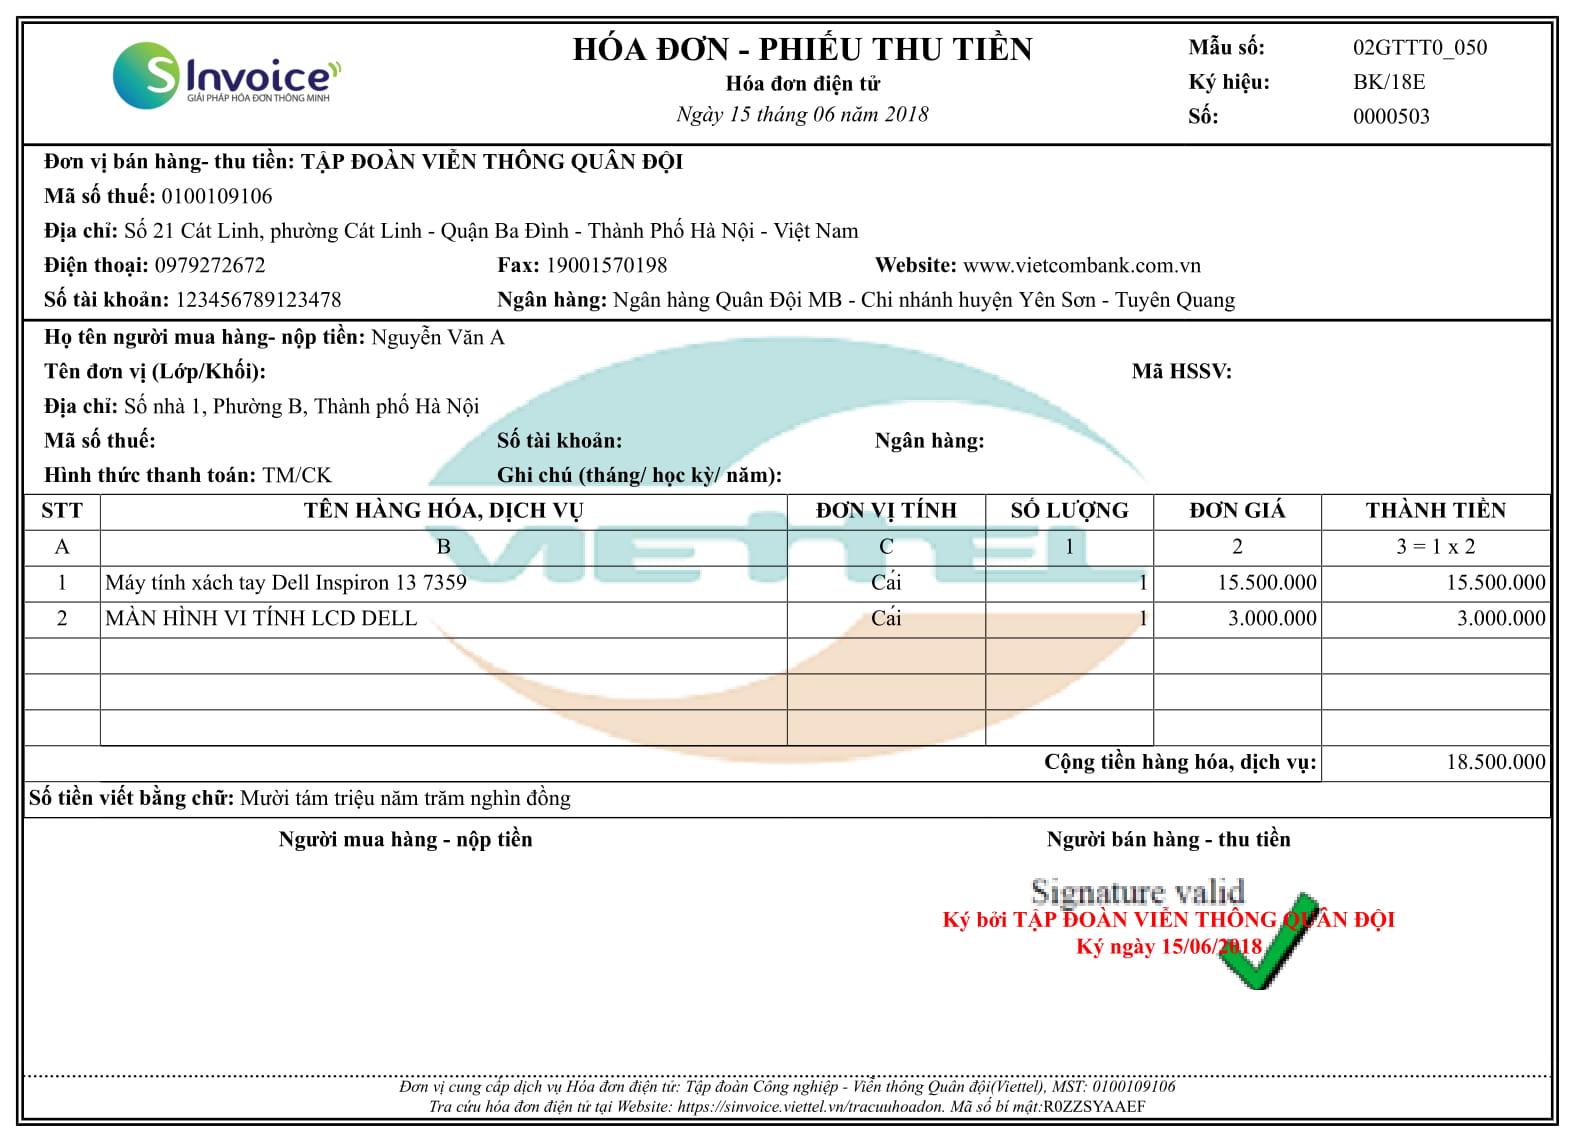 S Invoice
GIẢI PHÁP HÓA ĐƠN THÔNG MINH
HÓA ĐƠN - PHIẾU THU TIỀN
Hóa đơn điện tử
Ngày 15 tháng 06 năm 2018
Mẫu số: 02GTTT0_050
Ký hiệu: BK/18E
Số: 0000503
Đơn vị bán hàng- thu tiền: TẬP ĐOÀN VIỄN THÔNG QUÂN ĐỘI
Mã số thuế: 0100109106
Địa chỉ: Số 21 Cát Linh, phường Cát Linh - Quận Ba Đình - Thành Phố Hà Nội - Việt Nam
Điện thoại: 0979272672 Fax: 19001570198 Website: www.vietcombank.com.vn
Số tài khoản: 123456789123478 Ngân hàng: Ngân hàng Quân Đội MB - Chi nhánh huyện Yên Sơn - Tuyên Quang
Họ tên người mua hàng- nộp tiền: Nguyễn Văn A
Tên đơn vị (Lớp/Khối): Mã HSSV:
Địa chỉ: Số nhà 1, Phường B, Thành phố Hà Nội
Mã số thuế: Số tài khoản: Ngân hàng:
Hình thức thanh toán: TM/CK Ghi chú (tháng/ học kỳ/ năm):
STT TÊN HÀNG HÓA, DỊCH VỤ ĐƠN VỊ TÍNH SỐ LƯỢNG ĐƠN GIÁ THÀNH TIỀN
A B C 1 2 3 = 1 x 2
VIETTEL
1 Máy tính xách tay Dell Inspiron 13 7359 Cái 1 15.500.000 15.500.000
2 MÀN HÌNH VI TÍNH LCD DELL Cái 1 3.000.000 3.000.000
Cộng tiền hàng hóa, dịch vụ: 18.500.000
Số tiền viết bằng chữ: Mười tám triệu năm trăm nghìn đồng
Người mua hàng - nộp tiền Người bán hàng - thu tiền
Signature valid
Ký bởi TẬP ĐOÀN VIỄN THÔNG QUÂN ĐỘI
Ký ngày 15/06/2018
Đơn vị cung cấp dịch vụ Hóa đơn điện tử: Tập đoàn Công nghiệp - Viễn thông Quân đội(Viettel), MST: 0100109106
Tra cứu hóa đơn điện tử tại Website: https://sinvoice.viettel.vn/tracuuhoadon. Mã số bí mật:R0ZZSYAAEF